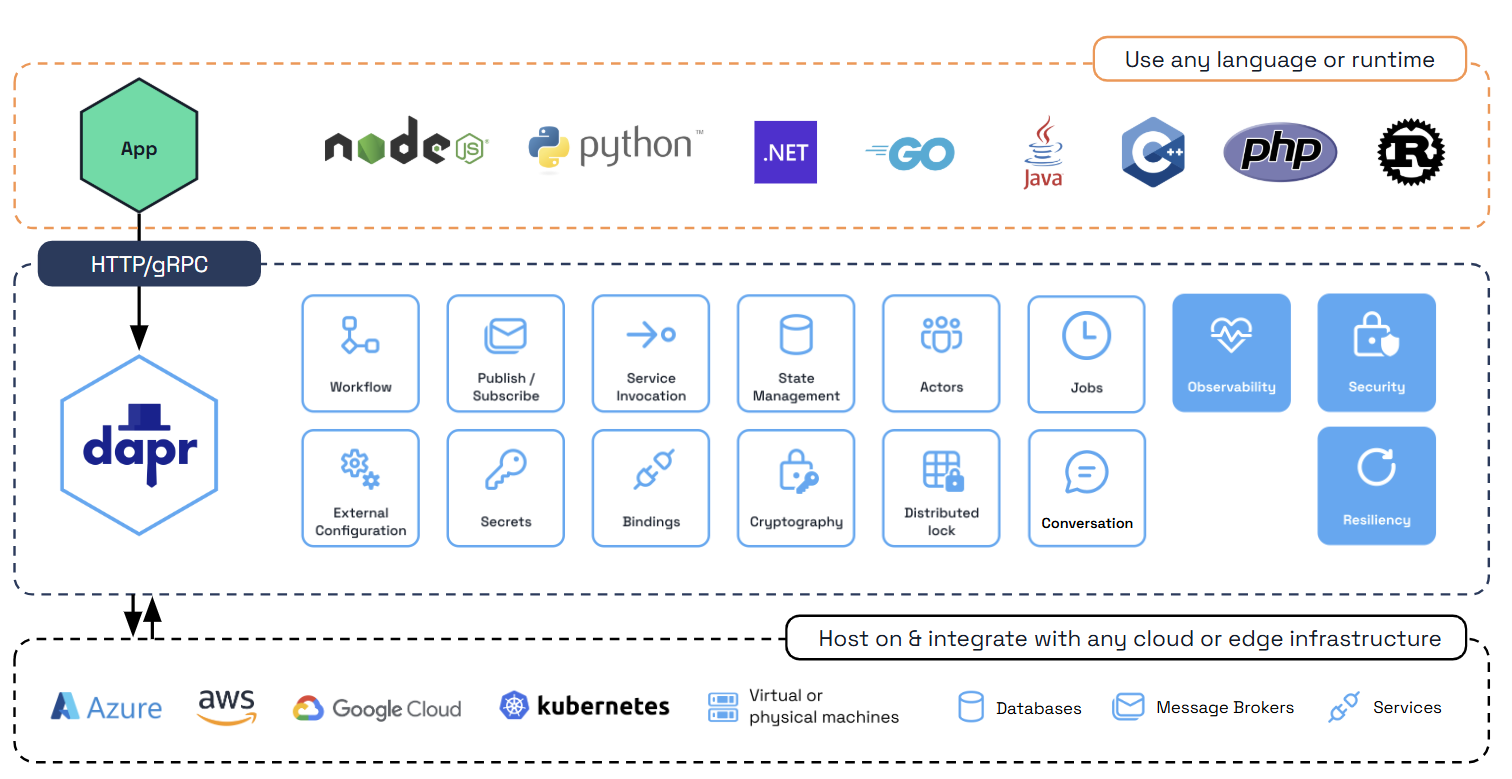 Use any language or runtime
App
node JS ®
python ™
.NET
GO
Java
C++
php
R
HTTP/gRPC
dapr
Workflow
Publish /
Subscribe
Service
Invocation
State
Management
Actors
Jobs
Observability
Security
External
Configuration
Secrets
Bindings
Cryptography
Distributed
lock
Conversation
Resiliency
Host on & integrate with any cloud or edge infrastructure
Azure
aws
Google Cloud
kubernetes
Virtual or
physical machines
Databases
Message Brokers
Services